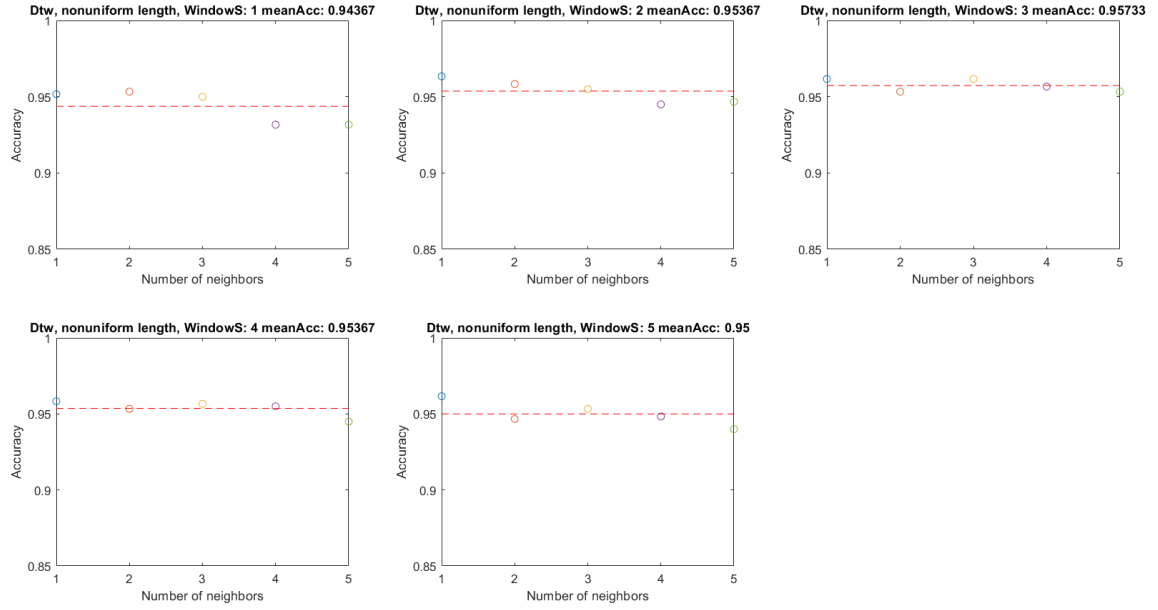 Dtw, nonuniform length, WindowS: 1 meanAcc: 0.94367
1
0.95
0.9
0.85
Accuracy
1 2 3 4 5
Number of neighbors
Dtw, nonuniform length, WindowS: 2 meanAcc: 0.95367
1
0.95
0.9
0.85
Accuracy
1 2 3 4 5
Number of neighbors
Dtw, nonuniform length, WindowS: 3 meanAcc: 0.95733
1
0.95
0.9
0.85
Accuracy
1 2 3 4 5
Number of neighbors
Dtw, nonuniform length, WindowS: 4 meanAcc: 0.95367
1
0.95
0.9
0.85
Accuracy
1 2 3 4 5
Number of neighbors
Dtw, nonuniform length, WindowS: 5 meanAcc: 0.95
1
0.95
0.9
0.85
Accuracy
1 2 3 4 5
Number of neighbors